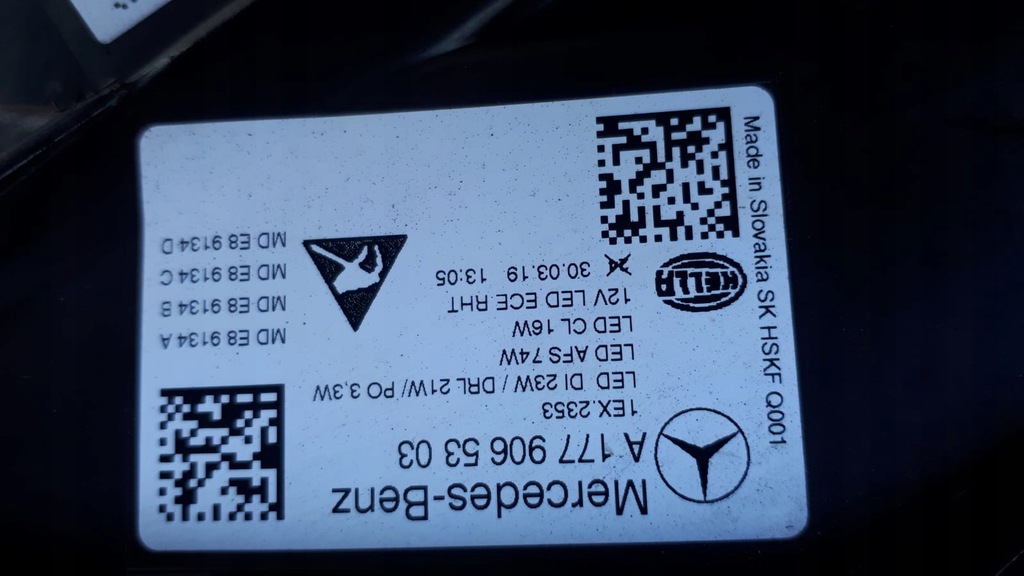 Mercedes-Benz
A 177 906 53 03
1EX.2353
LED DI 23W / DRL 21W/ PO 3,3W
LED AFS 74W
LED CL 16W
12V LED ECE RHT
30.03.19 13:05
HELLA
MD E8 9134 A
MD E8 9134 B
MD E8 9134 C
MD E8 9134 D
Made in Slovakia SK HSKF Q001